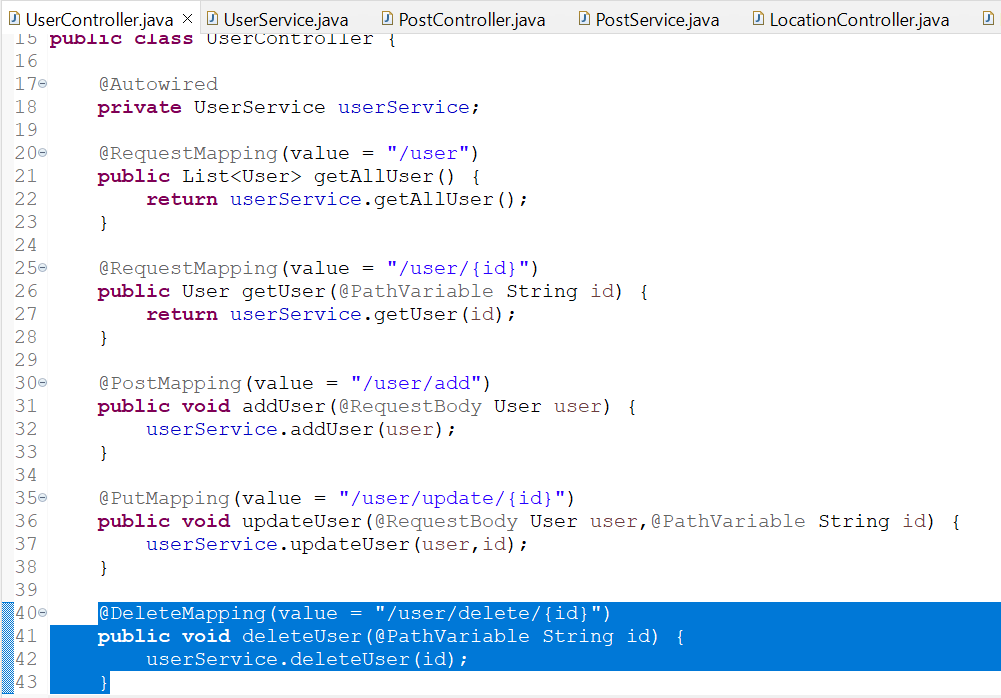 UserController.java UserService.java PostController.java PostService.java LocationController.java
15 public class UserController {
16
17 @Autowired
18 private UserService userService;
19
20 @RequestMapping(value = "/user")
21 public List<User> getAllUser() {
22 return userService.getAllUser();
23 }
24
25 @RequestMapping(value = "/user/{id}")
26 public User getUser(@PathVariable String id) {
27 return userService.getUser(id);
28 }
29
30 @PostMapping(value = "/user/add")
31 public void addUser(@RequestBody User user) {
32 userService.addUser(user);
33 }
34
35 @PutMapping(value = "/user/update/{id}")
36 public void updateUser(@RequestBody User user,@PathVariable String id) {
37 userService.updateUser(user,id);
38 }
39
40 @DeleteMapping(value = "/user/delete/{id}")
41 public void deleteUser(@PathVariable String id) {
42 userService.deleteUser(id);
43 }